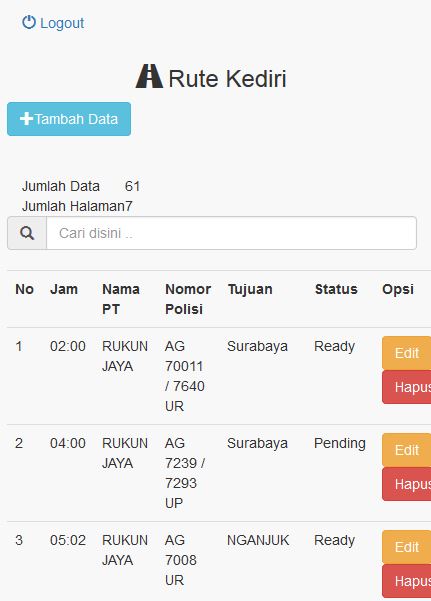 Logout
Rute Kediri
Tambah Data
Jumlah Data 61
Jumlah Halaman7
Cari disini ..
No Jam Nama PT Nomor Polisi Tujuan Status Opsi
1 02:00 RUKUN JAYA AG 70011 / 7640 UR Surabaya Ready Edit
Hapus
2 04:00 RUKUN JAYA AG 7239 / 7293 UP Surabaya Pending Edit
Hapus
3 05:02 RUKUN JAYA AG 7008 UR NGANJUK Ready Edit
Hapus